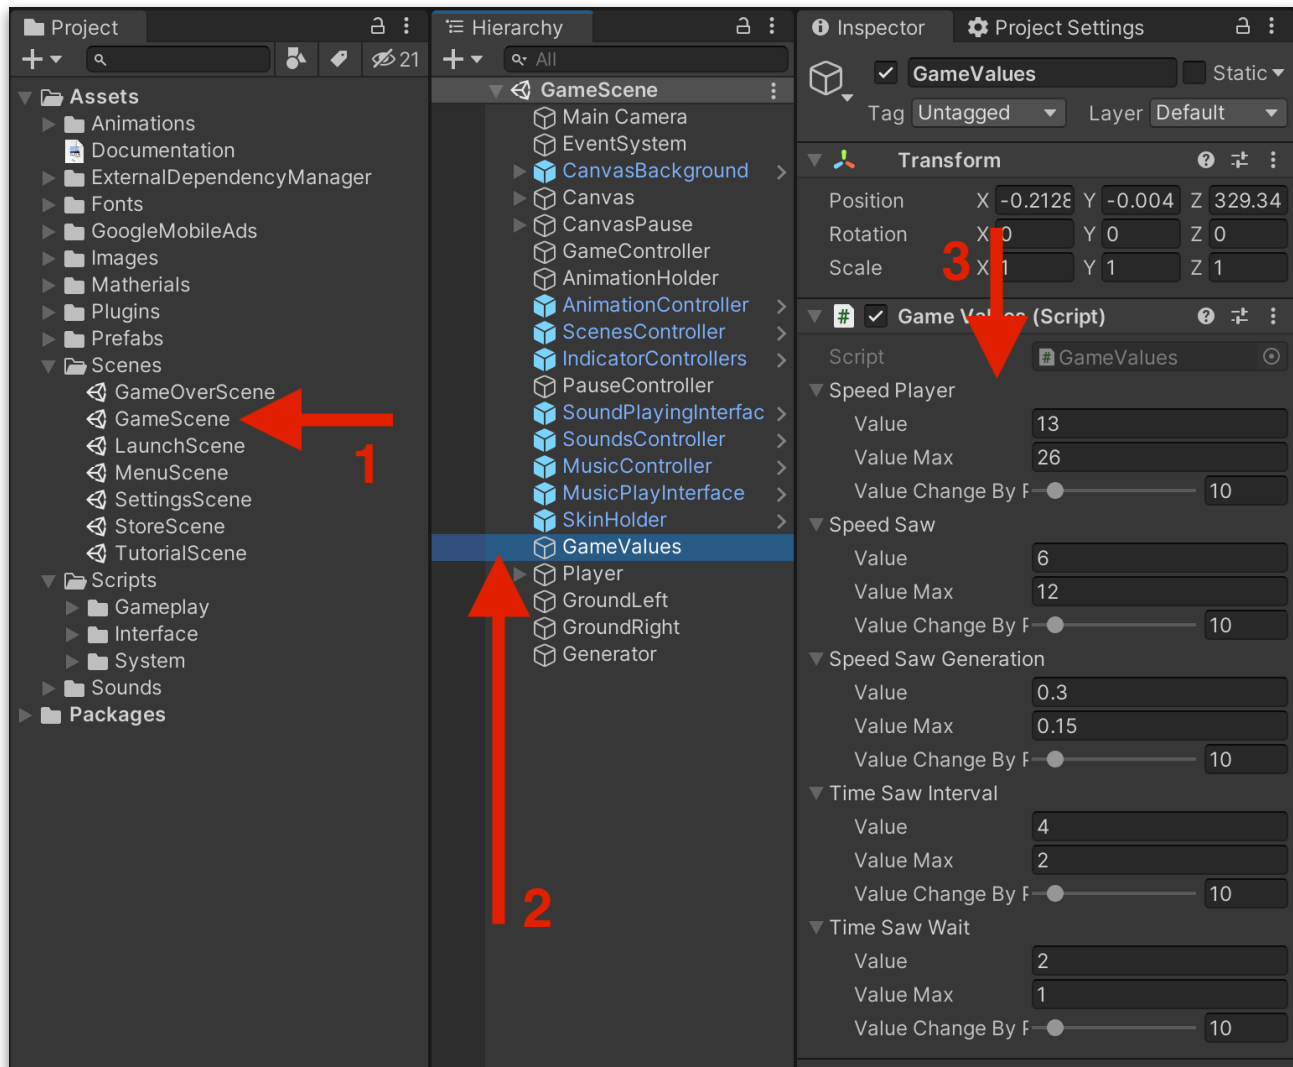 Project
21
Assets
Animations
Documentation
ExternalDependencyManager
Fonts
GoogleMobileAds
Images
Matherials
Plugins
Prefabs
Scenes
GameOverScene
GameScene
LaunchScene
MenuScene
SettingsScene
StoreScene
TutorialScene
Scripts
Gameplay
Interface
System
Sounds
Packages
1
Hierarchy
All
GameScene
Main Camera
EventSystem
CanvasBackground
Canvas
CanvasPause
GameController
AnimationHolder
AnimationController
ScenesController
IndicatorControllers
PauseController
SoundPlayingInterfac
SoundsController
MusicController
MusicPlayInterface
SkinHolder
GameValues
Player
GroundLeft
GroundRight
Generator
2
Inspector
Project Settings
GameValues Static
Tag Untagged Layer Default
Transform
Position X -0.2128 Y -0.004 Z 329.34
Rotation X 0 Y 0 Z 0
Scale X 1 Y 1 Z 1
3
# Game Values (Script)
Script # GameValues
Speed Player
Value 13
Value Max 26
Value Change By P 10
Speed Saw
Value 6
Value Max 12
Value Change By P 10
Speed Saw Generation
Value 0.3
Value Max 0.15
Value Change By P 10
Time Saw Interval
Value 4
Value Max 2
Value Change By P 10
Time Saw Wait
Value 2
Value Max 1
Value Change By P 10